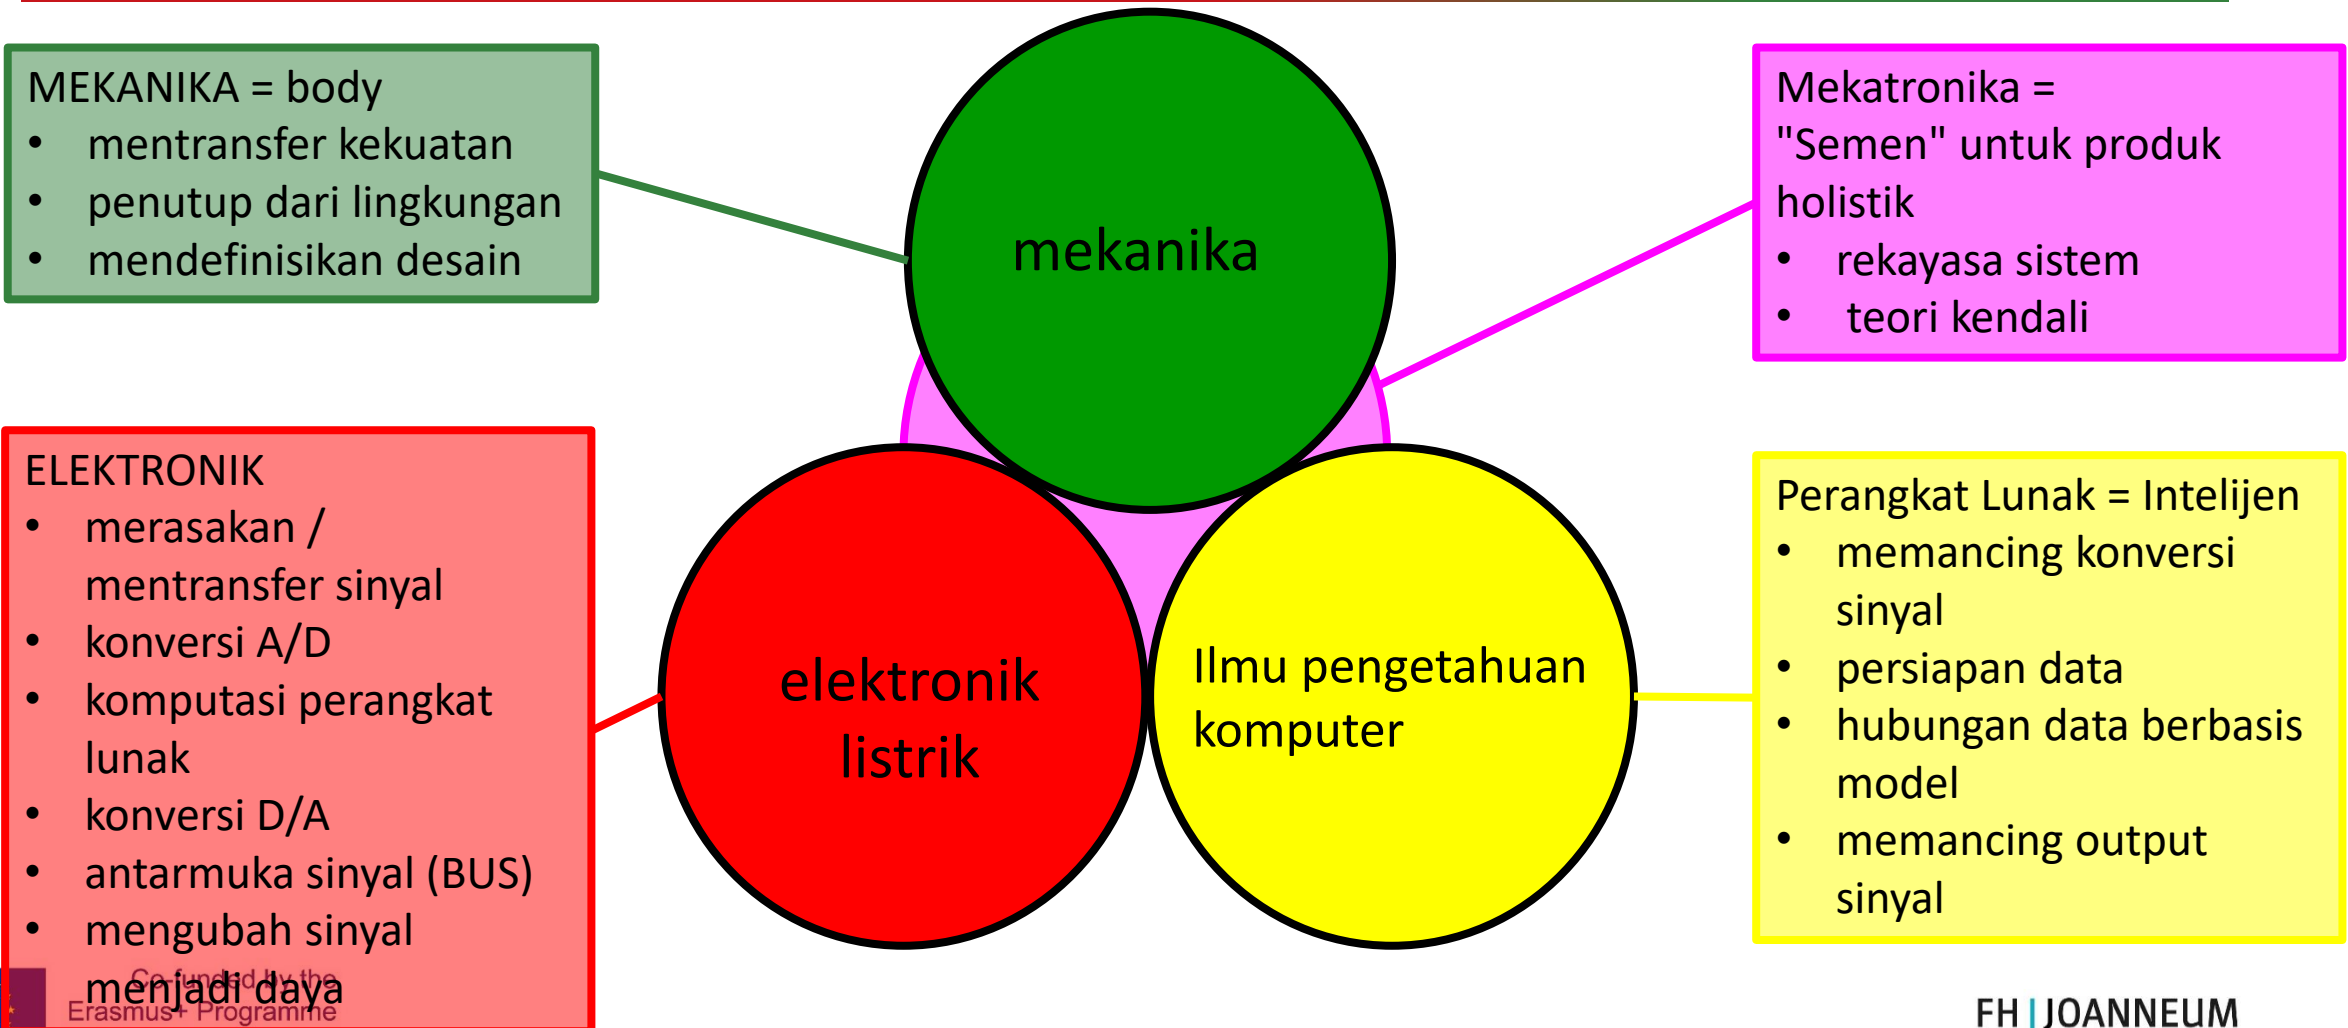 MEKANIKA = body
• mentransfer kekuatan
• penutup dari lingkungan
• mendefinisikan desain
mekanika
Mekatronika =
"Semen" untuk produk
holistik
• rekayasa sistem
• teori kendali
ELEKTRONIK
• merasakan /
mentransfer sinyal
• konversi A/D
• komputasi perangkat
lunak
• konversi D/A
• antarmuka sinyal (BUS)
• mengubah sinyal
menjadi daya
elektronik
listrik
Ilmu pengetahuan
komputer
Perangkat Lunak = Intelijen
• memancing konversi
sinyal
• persiapan data
• hubungan data berbasis
model
• memancing output
sinyal
Co-funded by the
Erasmus+ Programme
FH | JOANNEUM